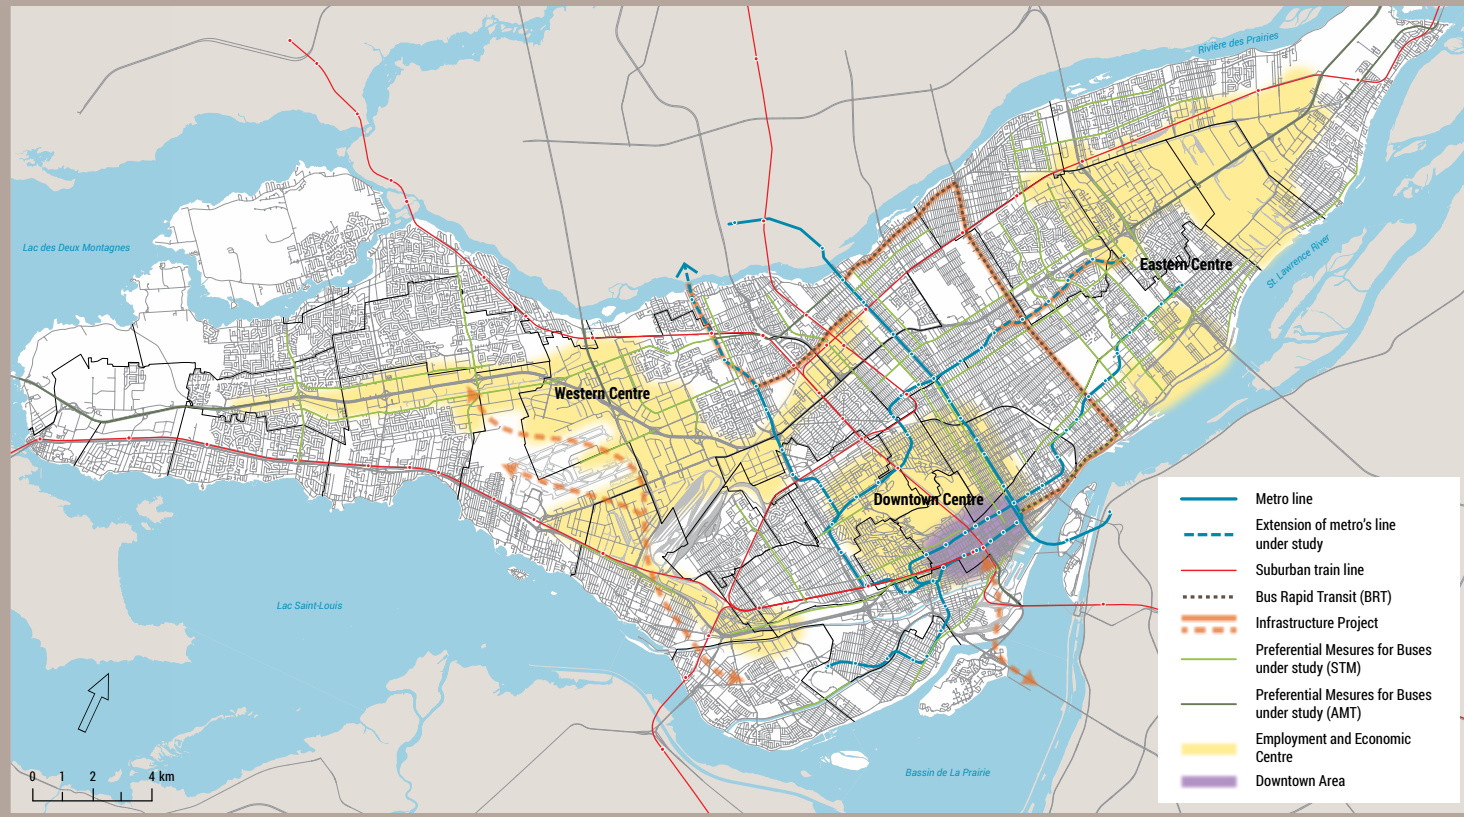 Rivière des Prairies
Lac des Deux Montagnes
St. Lawrence River
Eastern Centre
Western Centre
Downtown Centre
Lac Saint-Louis
Bassin de La Prairie
0 1 2 4 km
Metro line
Extension of metro's line
under study
Suburban train line
Bus Rapid Transit (BRT)
Infrastructure Project
Preferential Mesures for Buses
under study (STM)
Preferential Mesures for Buses
under study (AMT)
Employment and Economic
Centre
Downtown Area